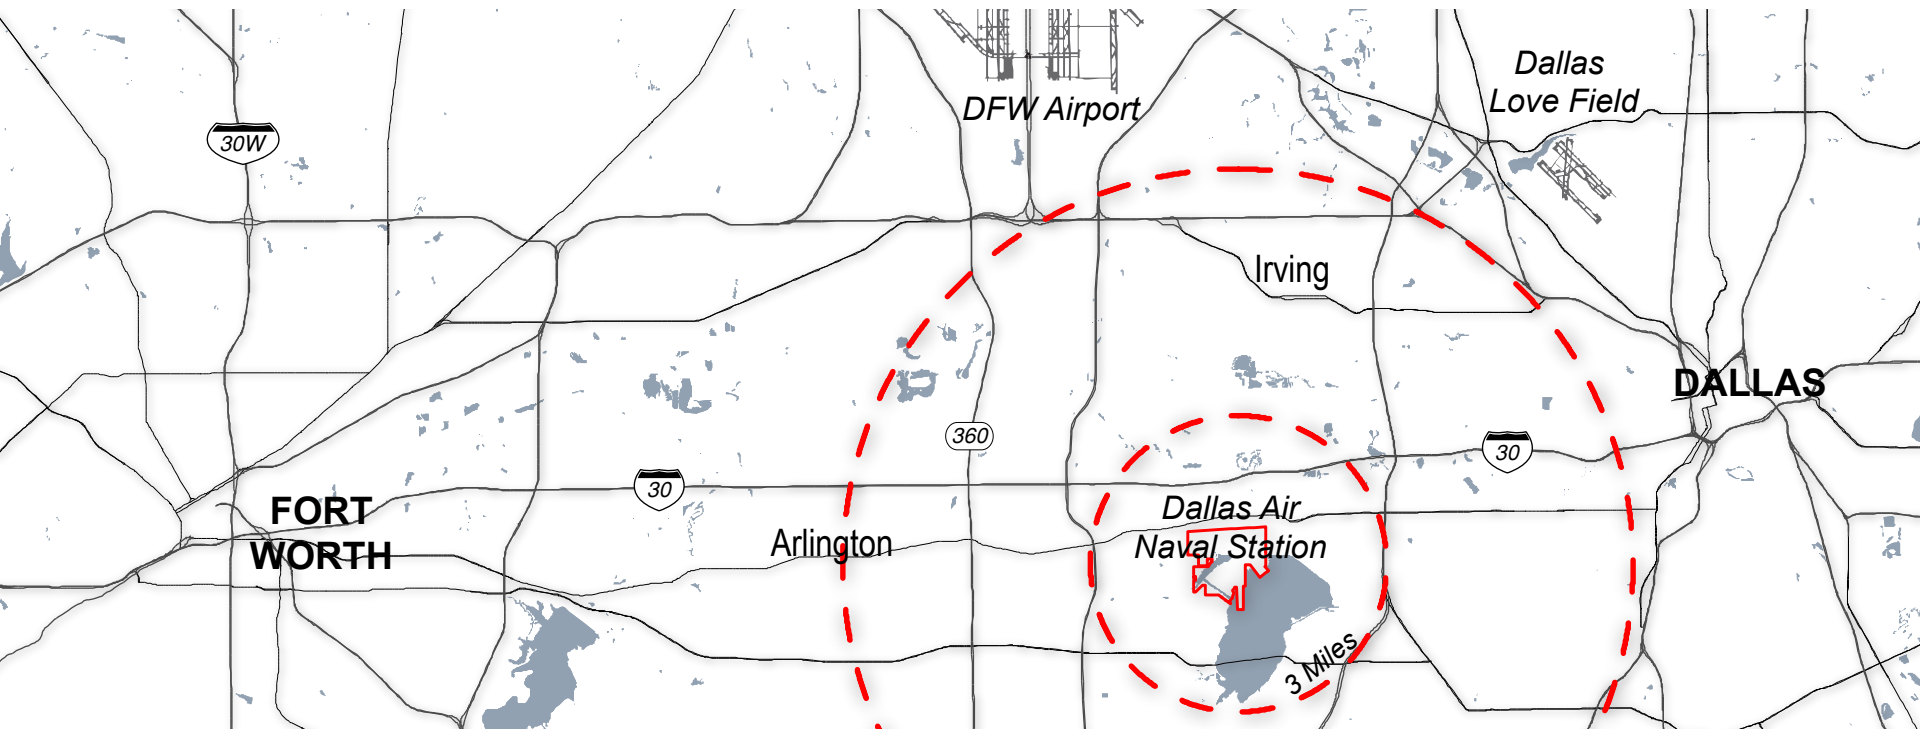 Dallas
Love Field
DFW Airport
30W
Irving
DALLAS
360
30
30
FORT
WORTH
Arlington
Dallas Air
Naval Station
3 Miles